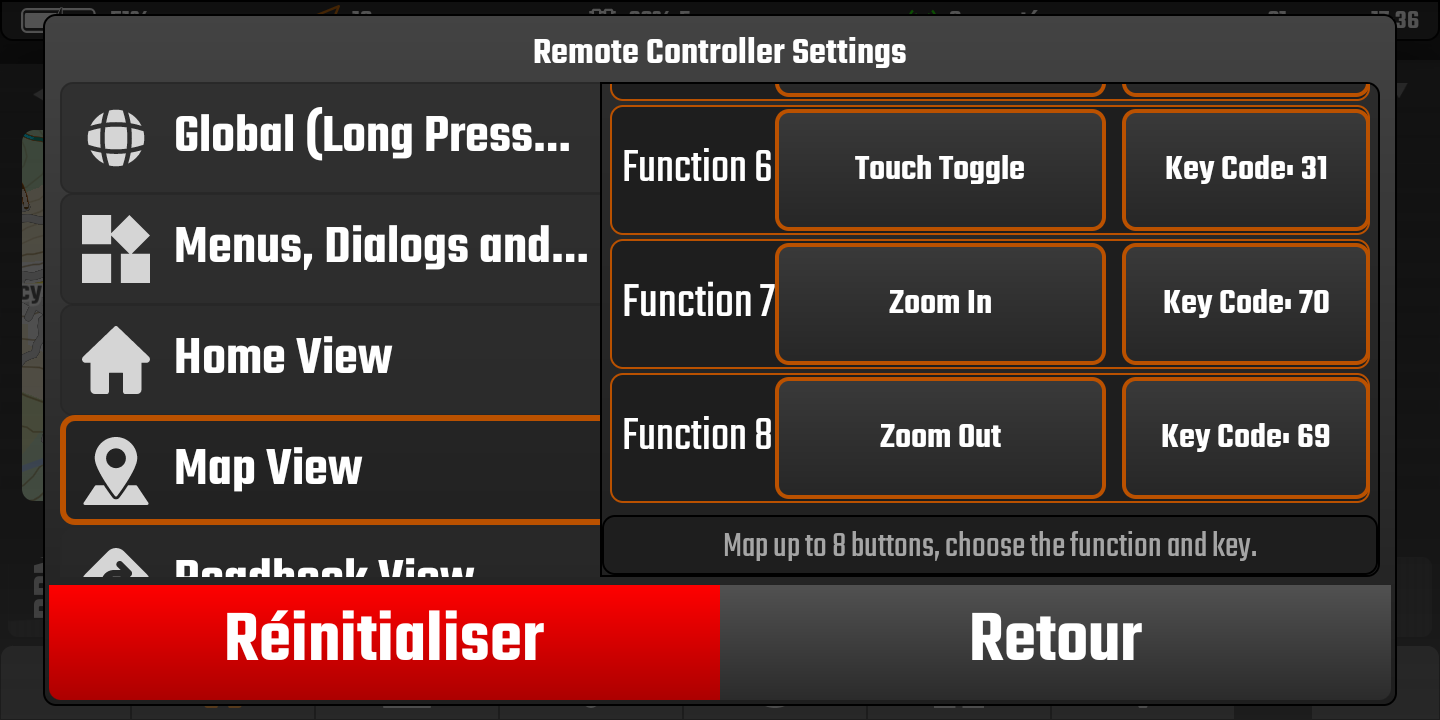 Remote Controller Settings
Global (Long Press...
Menus, Dialogs and...
Home View
Map View
Roadbook View
Function 6
Touch Toggle
Key Code: 31
Function 7
Zoom In
Key Code: 70
Function 8
Zoom Out
Key Code: 69
Map up to 8 buttons, choose the function and key.
Réinitialiser
Retour